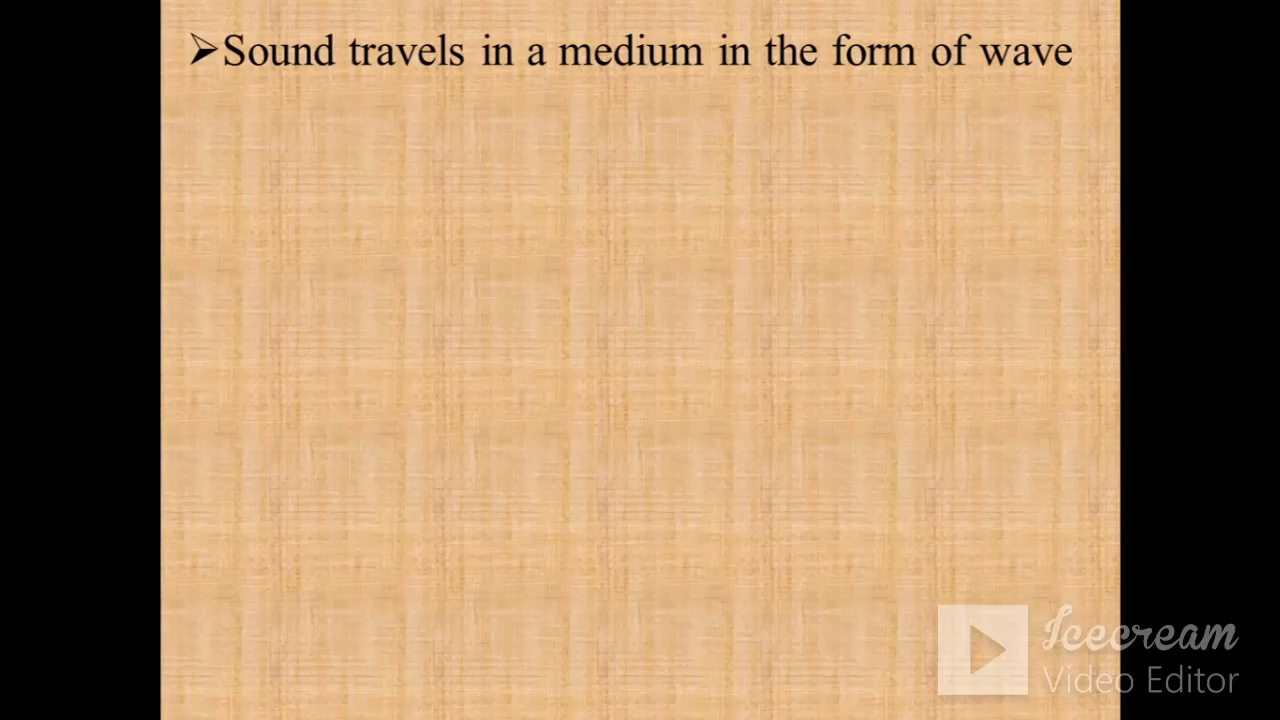 ➢Sound travels in a medium in the form of wave
Icecream
Video Editor